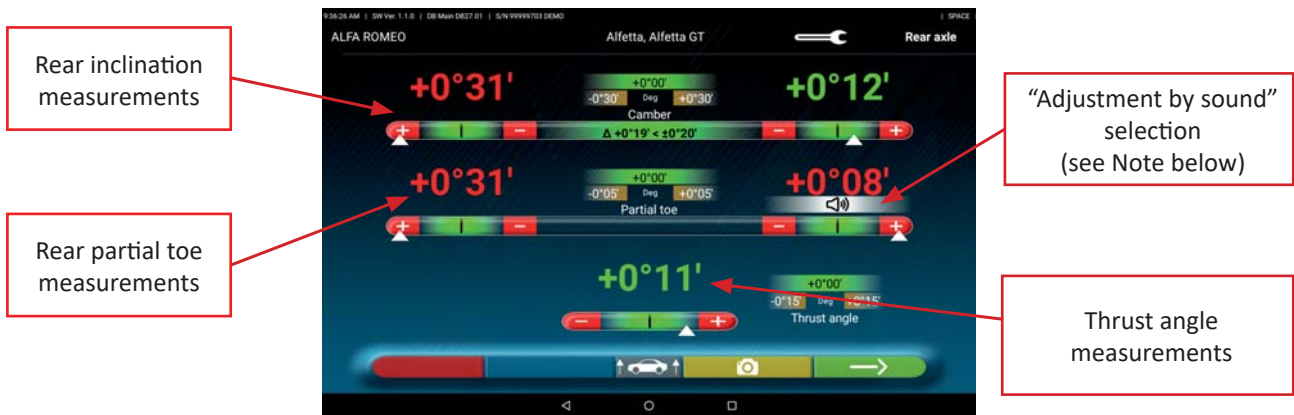 9:36:26 AM | SW Ver. 1.1.0 | DB Main DB27.01 | S/N 99999703 DEMO | SPACE
ALFA ROMEO Alfetta, Alfetta GT Rear axle
Rear inclination
measurements
+0°31' +0°00' +0°12'
-0°30' Deg +0°30'
Camber
+ − Δ +0°19' < ±0°20' − +
"Adjustment by sound"
selection
(see Note below)
+0°31' +0°00' +0°08'
-0°05' Deg +0°05'
Partial toe
+ − − +
Rear partial toe
measurements
+0°11' +0°00'
-0°15' Deg +0°15'
Thrust angle
− +
Thrust angle
measurements